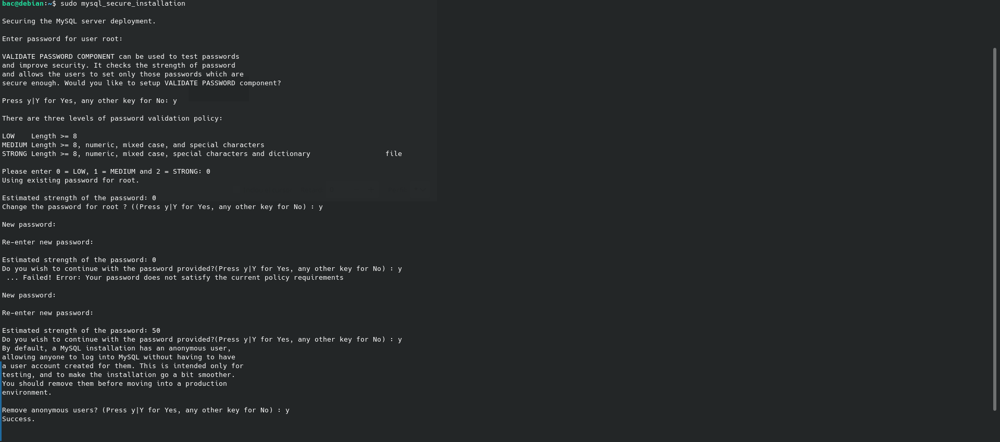 bac@debian:~$ sudo mysql_secure_installation
Securing the MySQL server deployment.
Enter password for user root:
VALIDATE PASSWORD COMPONENT can be used to test passwords
and improve security. It checks the strength of password
and allows the users to set only those passwords which are
secure enough. Would you like to setup VALIDATE PASSWORD component?
Press y|Y for Yes, any other key for No: y
There are three levels of password validation policy:
LOW    Length >= 8
MEDIUM Length >= 8, numeric, mixed case, and special characters
STRONG Length >= 8, numeric, mixed case, special characters and dictionary                  file
Please enter 0 = LOW, 1 = MEDIUM and 2 = STRONG: 0
Using existing password for root.
Estimated strength of the password: 0
Change the password for root ? ((Press y|Y for Yes, any other key for No) : y
New password:
Re-enter new password:
Estimated strength of the password: 0
Do you wish to continue with the password provided?(Press y|Y for Yes, any other key for No) : y
 ... Failed! Error: Your password does not satisfy the current policy requirements
New password:
Re-enter new password:
Estimated strength of the password: 50
Do you wish to continue with the password provided?(Press y|Y for Yes, any other key for No) : y
By default, a MySQL installation has an anonymous user,
allowing anyone to log into MySQL without having to have
a user account created for them. This is intended only for
testing, and to make the installation go a bit smoother.
You should remove them before moving into a production
environment.
Remove anonymous users? (Press y|Y for Yes, any other key for No) : y
Success.